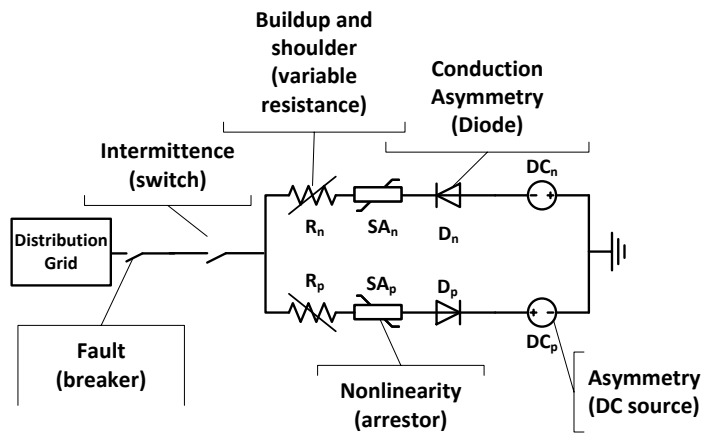 Buildup and
shoulder
(variable
resistance)
Conduction
Asymmetry
(Diode)
Intermittence
(switch)
DCn
Distribution
Grid
Rn
SAn
Dn
Rp
SAp
Dp
DCp
Fault
(breaker)
Nonlinearity
(arrestor)
Asymmetry
(DC source)